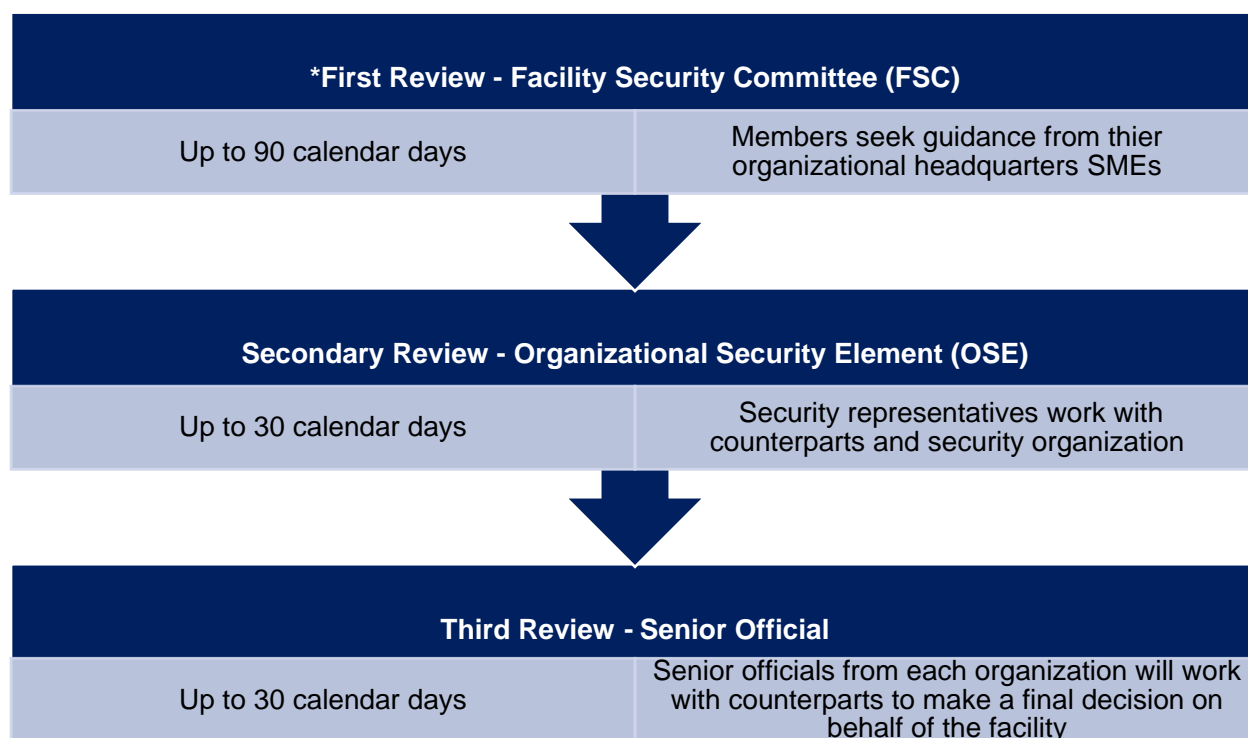 *First Review - Facility Security Committee (FSC)
Up to 90 calendar days
Members seek guidance from thier
organizational headquarters SMEs
Secondary Review - Organizational Security Element (OSE)
Up to 30 calendar days
Security representatives work with
counterparts and security organization
Third Review - Senior Official
Up to 30 calendar days
Senior officials from each organization will work
with counterparts to make a final decision on
behalf of the facility